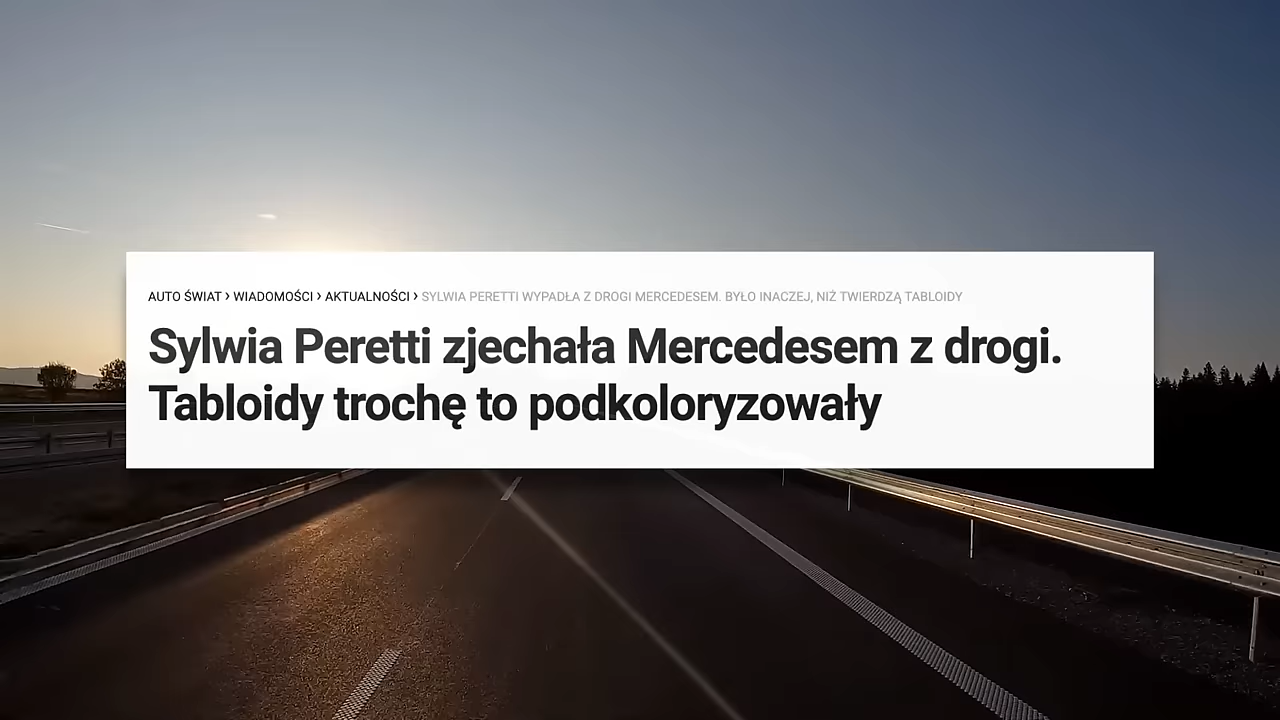 AUTO ŚWIAT › WIADOMOŚCI › AKTUALNOŚCI › SYLWIA PERETTI WYPADŁA Z DROGI MERCEDESEM. BYŁO INACZEJ, NIŻ TWIERDZĄ TABLOIDY
Sylwia Peretti zjechała Mercedesem z drogi.
Tabloidy trochę to podkoloryzowały